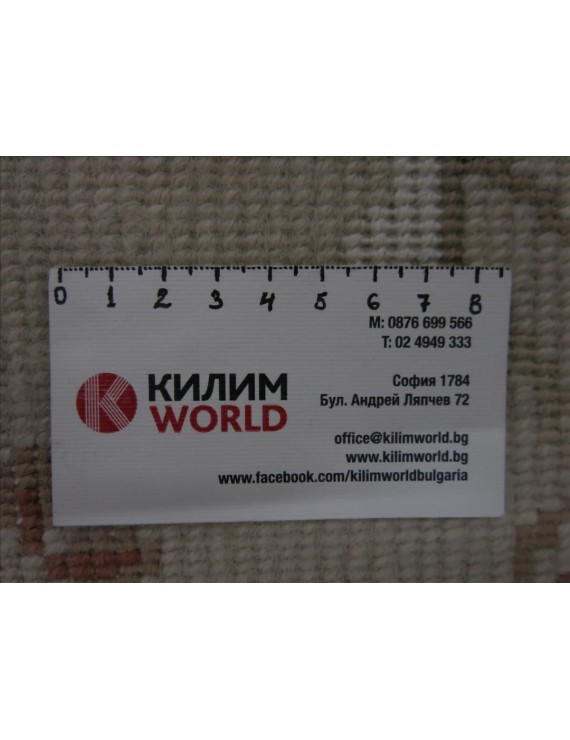 0 1 2 3 4 5 6 7 8
M: 0876 699 566
T: 02 4949 333
КИЛИМ
WORLD
София 1784
Бул. Андрей Ляпчев 72
office@kilimworld.bg
www.kilimworld.bg
www.facebook.com/kilimworldbulgaria